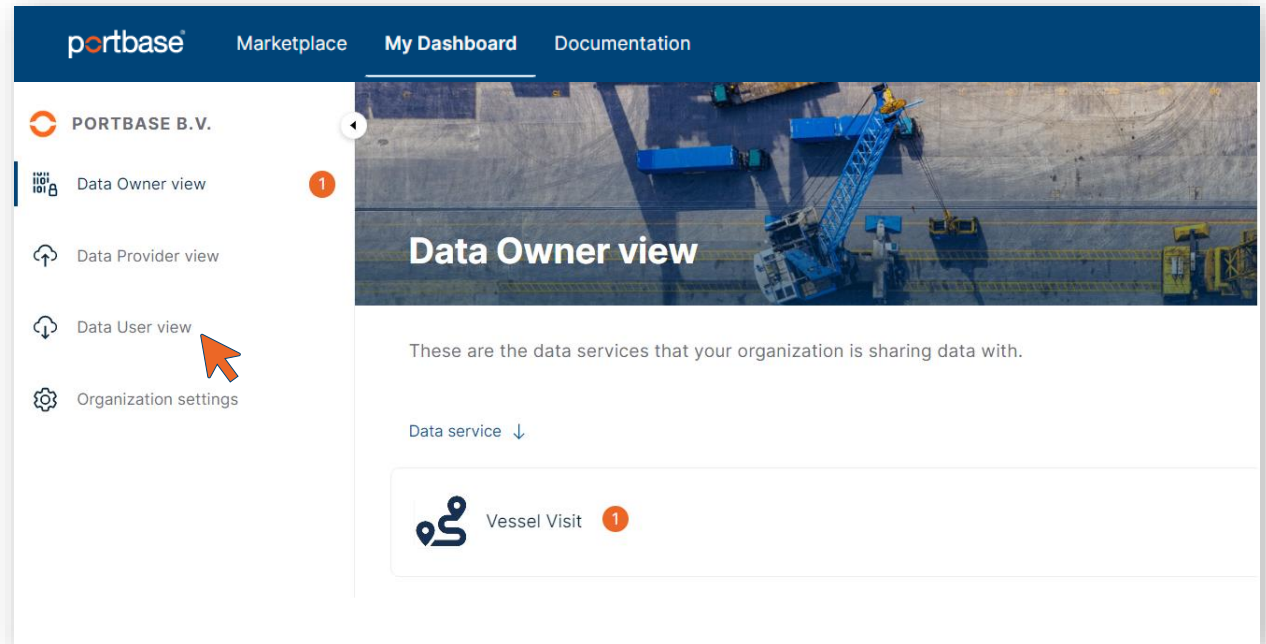 portbase
Marketplace
My Dashboard
Documentation
PORTBASE B.V.
Data Owner view
1
Data Provider view
Data User view
Organization settings
Data Owner view
These are the data services that your organization is sharing data with.
Data service ↓
Vessel Visit
1